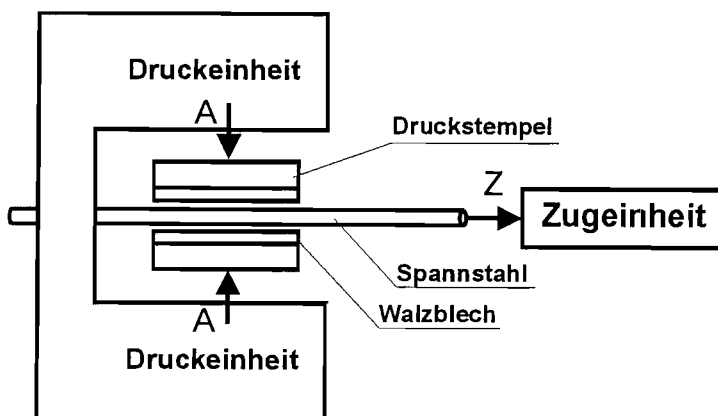 Druckeinheit
A
Druckstempel
Z
Zugeinheit
Spannstahl
Walzblech
A
Druckeinheit